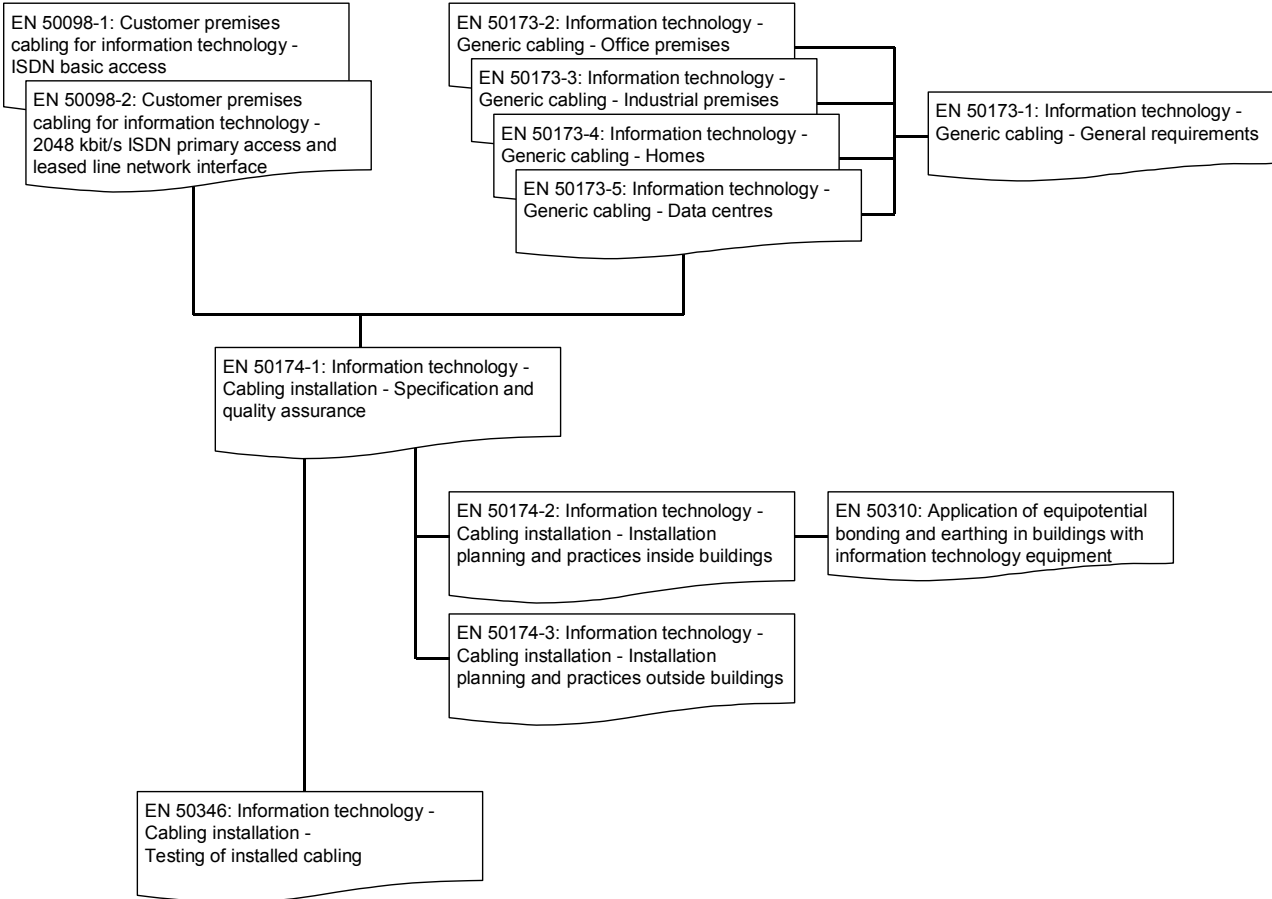 EN 50098-1: Customer premises
cabling for information technology -
ISDN basic access
EN 50098-2: Customer premises
cabling for information technology -
2048 kbit/s ISDN primary access and
leased line network interface
EN 50173-2: Information technology -
Generic cabling - Office premises
EN 50173-3: Information technology -
Generic cabling - Industrial premises
EN 50173-4: Information technology -
Generic cabling - Homes
EN 50173-5: Information technology -
Generic cabling - Data centres
EN 50173-1: Information technology -
Generic cabling - General requirements
EN 50174-1: Information technology -
Cabling installation - Specification and
quality assurance
EN 50174-2: Information technology -
Cabling installation - Installation
planning and practices inside buildings
EN 50310: Application of equipotential
bonding and earthing in buildings with
information technology equipment
EN 50174-3: Information technology -
Cabling installation - Installation
planning and practices outside buildings
EN 50346: Information technology -
Cabling installation -
Testing of installed cabling